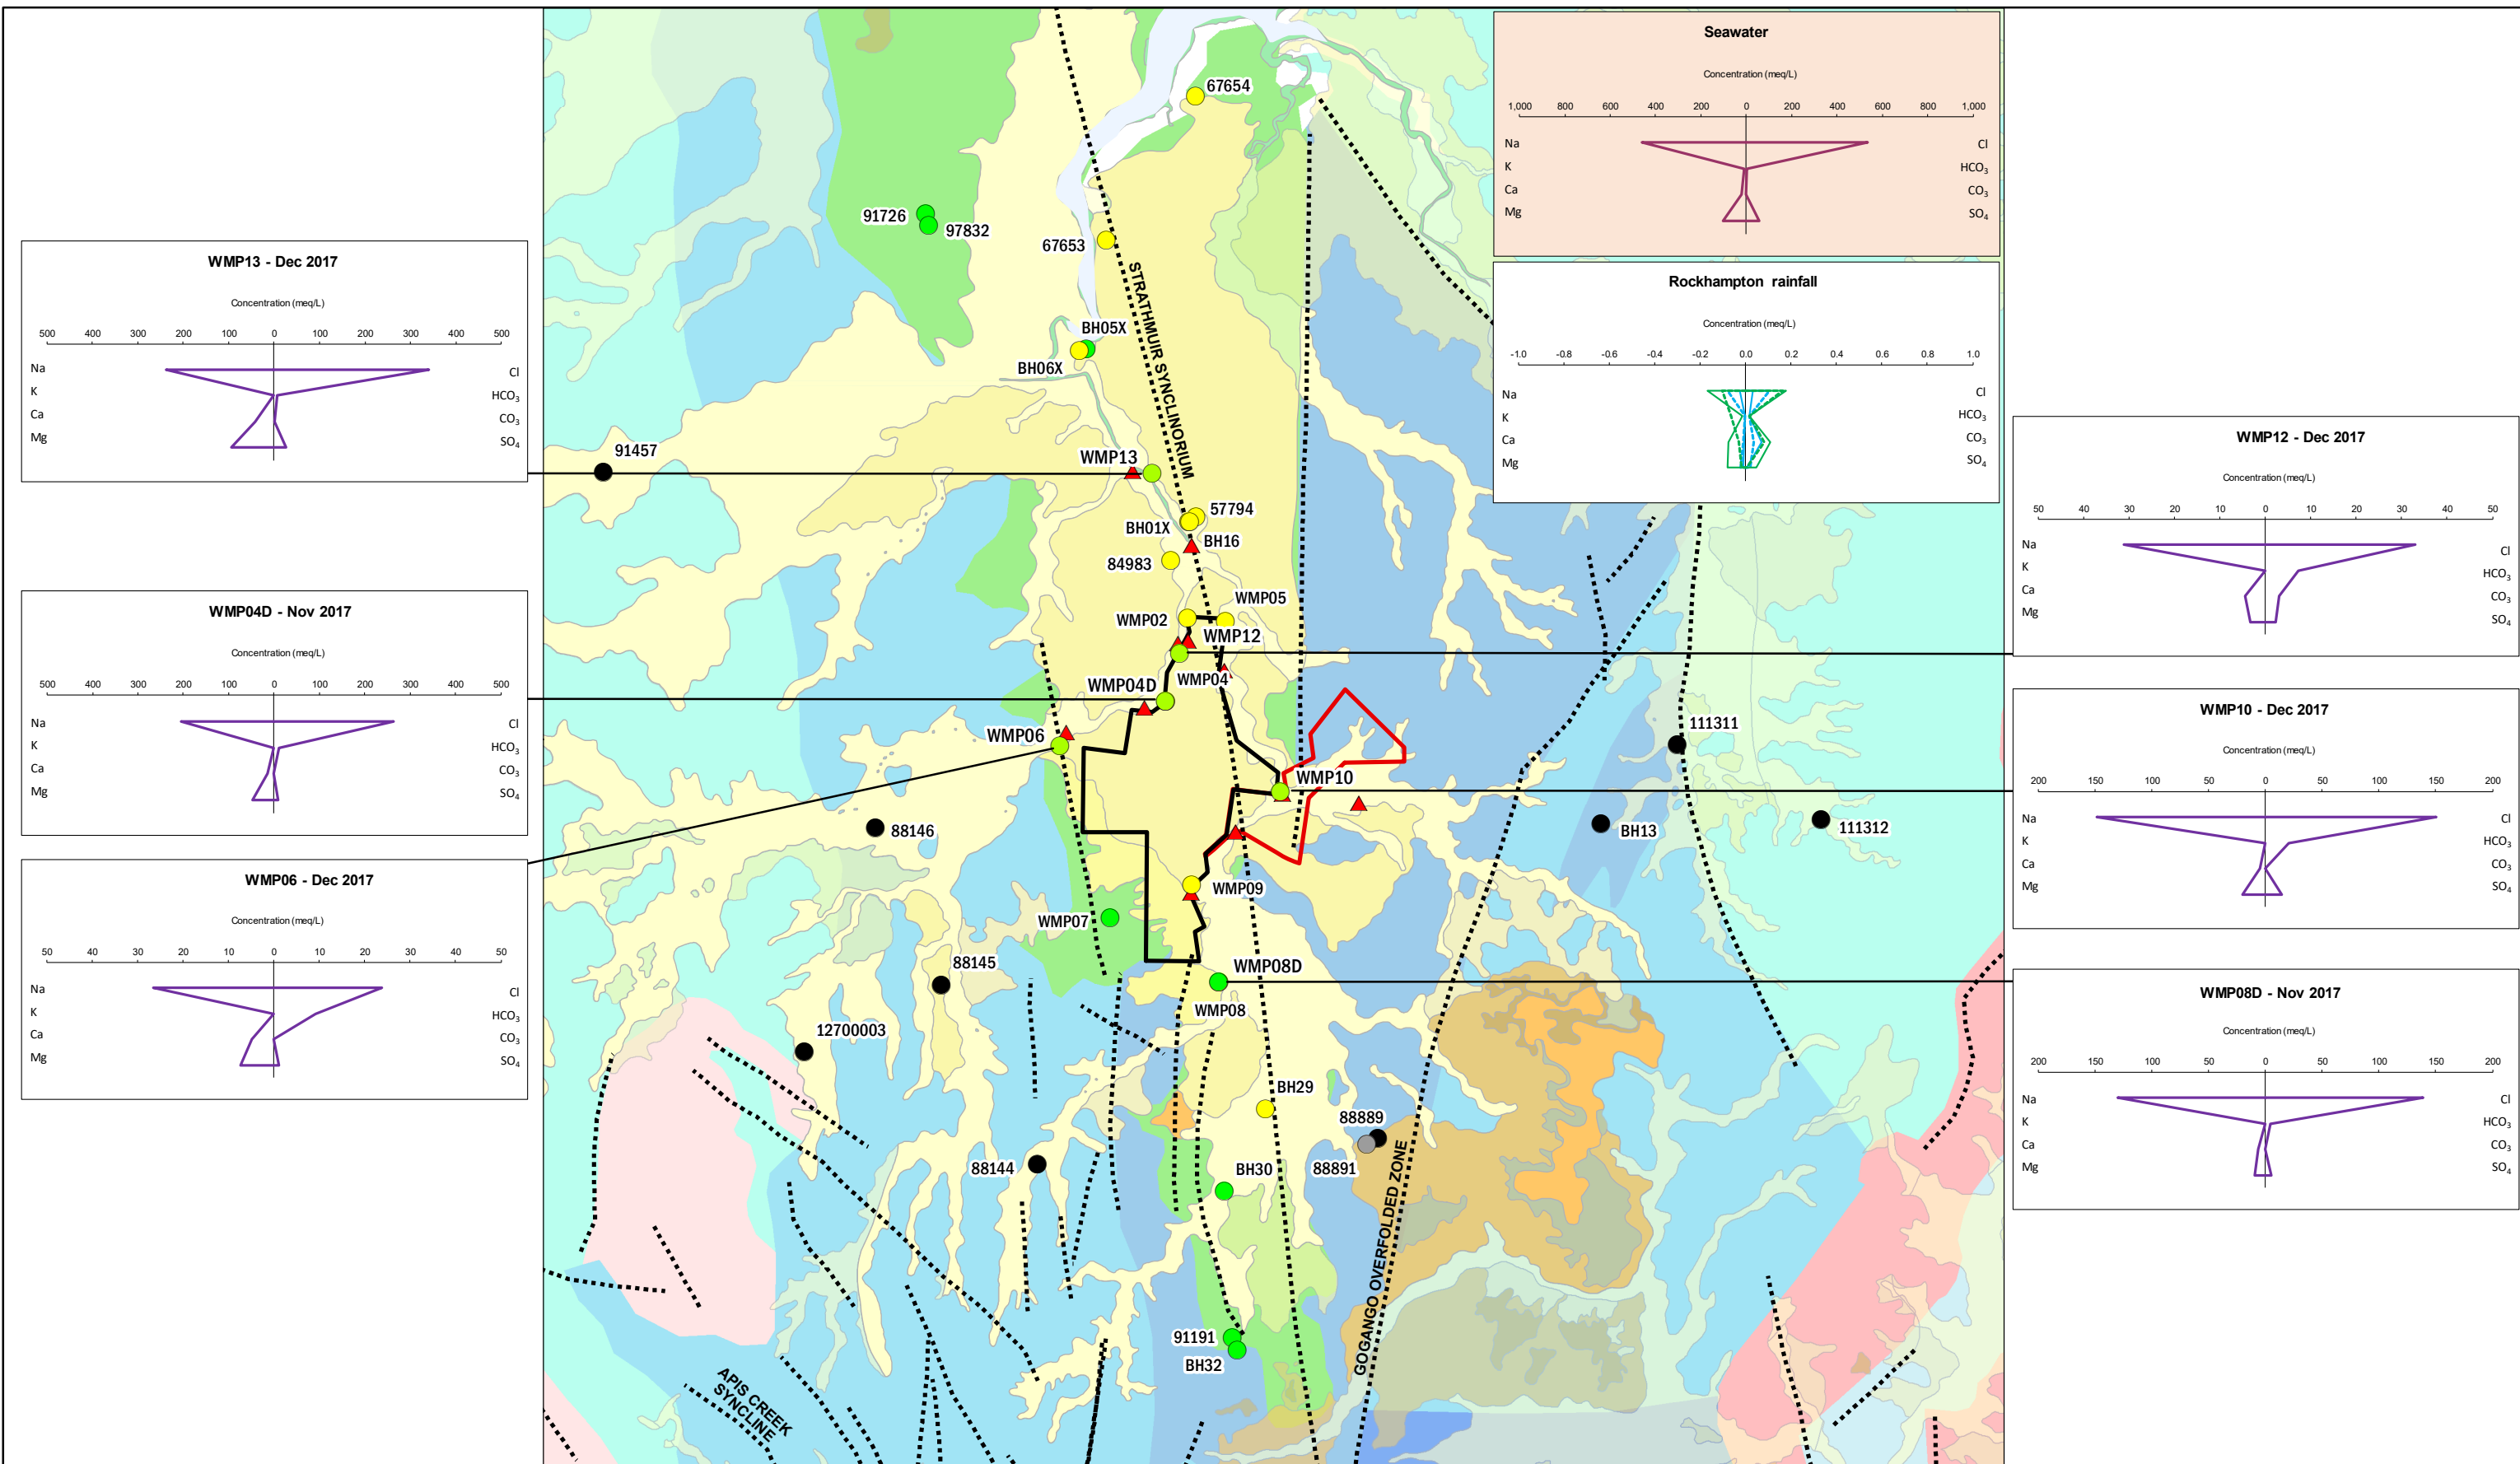 Seawater
Concentration (meq/L)
1,000 800 600 400 200 0 200 400 600 800 1,000
Na Cl
K HCO₃
Ca CO₃
Mg SO₄
Rockhampton rainfall
Concentration (meq/L)
-1.0 -0.8 -0.6 -0.4 -0.2 0.0 0.2 0.4 0.6 0.8 1.0
Na Cl
K HCO₃
Ca CO₃
Mg SO₄
WMP13 - Dec 2017
Concentration (meq/L)
500 400 300 200 100 0 100 200 300 400 500
Na Cl
K HCO₃
Ca CO₃
Mg SO₄
WMP04D - Nov 2017
Concentration (meq/L)
500 400 300 200 100 0 100 200 300 400 500
Na Cl
K HCO₃
Ca CO₃
Mg SO₄
WMP06 - Dec 2017
Concentration (meq/L)
50 40 30 20 10 0 10 20 30 40 50
Na Cl
K HCO₃
Ca CO₃
Mg SO₄
67654
91726
97832
67653
STRATHMUIR SYNCLINORIUM
BH05X
BH06X
91457
WMP13
57794
BH01X
BH16
84983
WMP05
WMP02
WMP12
WMP04D
WMP04
WMP06
111311
WMP10
88146
BH13
111312
WMP09
WMP07
88145
WMP08D
WMP08
12700003
BH29
88889
88144
88891
BH30
GOGANGO OVERFOLDED ZONE
91191
BH32
APIS CREEK
SYNCLINE
WMP12 - Dec 2017
Concentration (meq/L)
50 40 30 20 10 0 10 20 30 40 50
Na Cl
K HCO₃
Ca CO₃
Mg SO₄
WMP10 - Dec 2017
Concentration (meq/L)
200 150 100 50 0 50 100 150 200
Na Cl
K HCO₃
Ca CO₃
Mg SO₄
WMP08D - Nov 2017
Concentration (meq/L)
200 150 100 50 0 50 100 150 200
Na Cl
K HCO₃
Ca CO₃
Mg SO₄